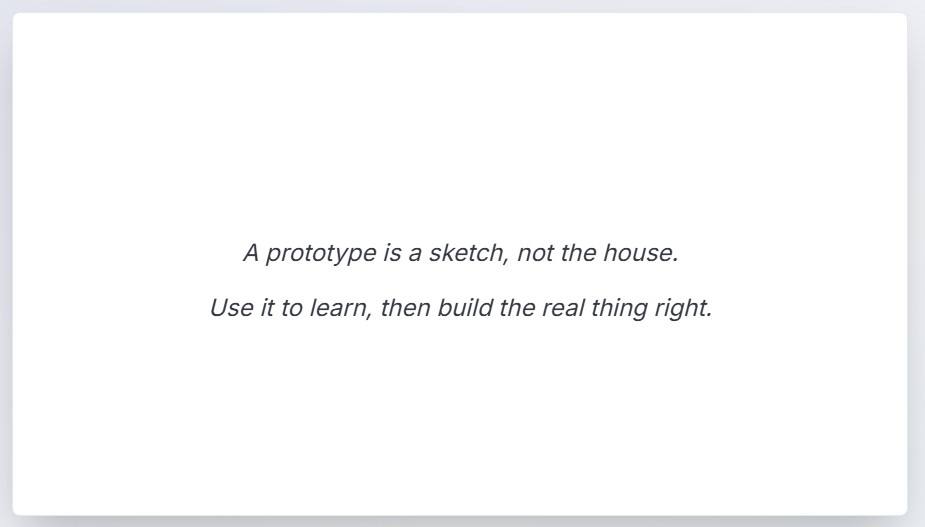 A prototype is a sketch, not the house.
Use it to learn, then build the real thing right.